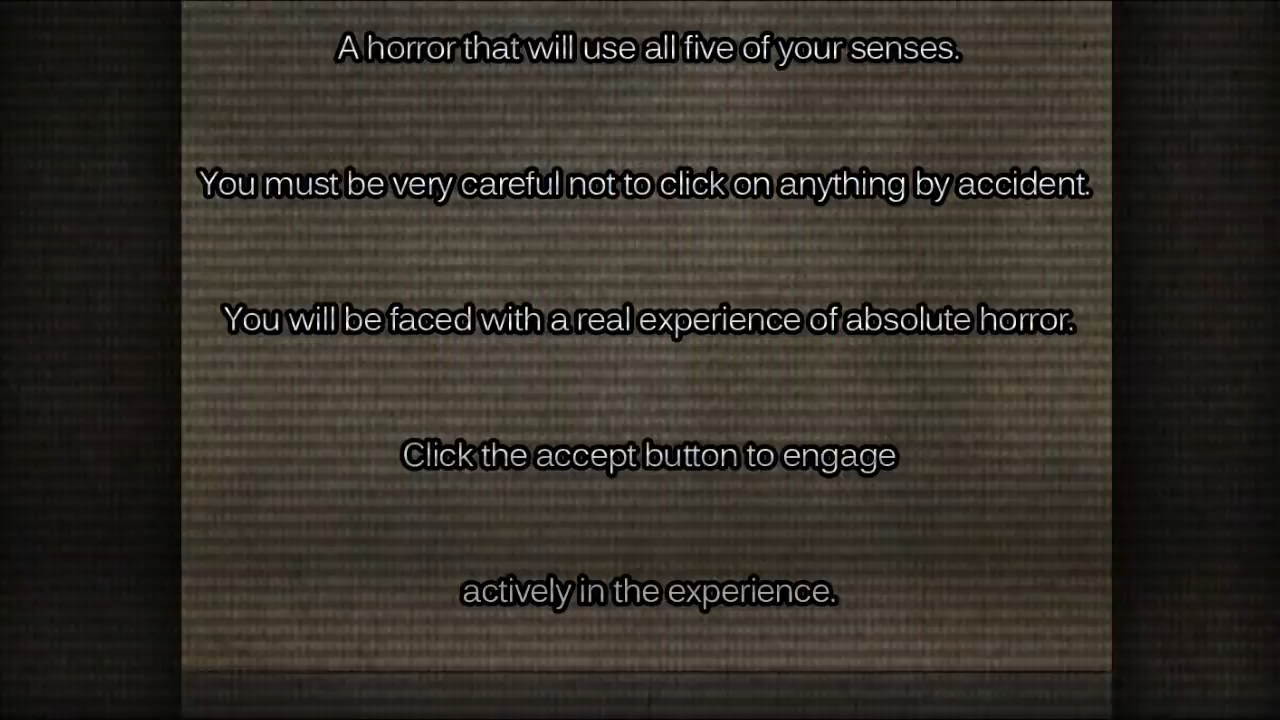 A horror that will use all five of your senses.
You must be very careful not to click on anything by accident.
You will be faced with a real experience of absolute horror.
Click the accept button to engage
actively in the experience.